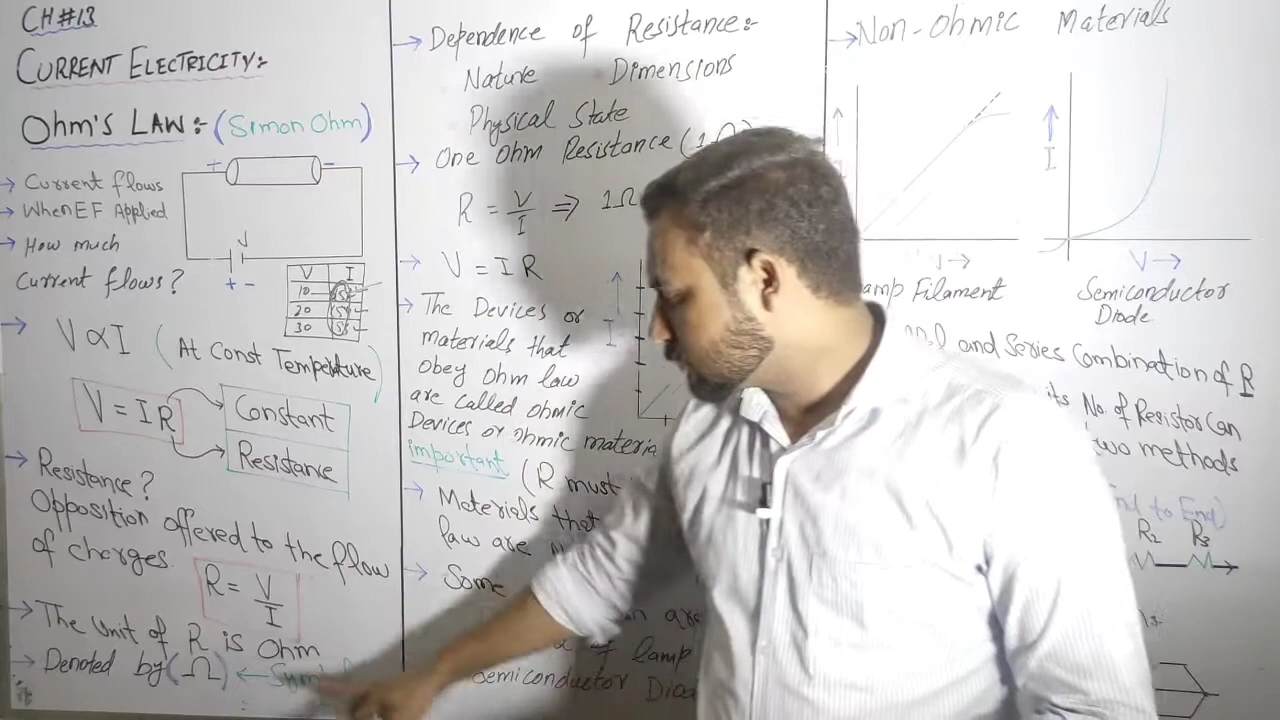 CH#13
CURRENT ELECTRICITY:-
OHM'S LAW:- (Simon Ohm)
+ -
→ Current flows
→ When EF Applied
→ How much
Current flows?
V
+ -
V I
10
20
30
→ V ∝ I (At Const Temperature)
V = I R
Constant
Resistance
→ Resistance?
Opposition offered to the flow
of charges.
R = V/I
→ The Unit of R is Ohm
→ Denoted by (Ω) ←
→ Dependence of Resistance:-
Nature Dimensions
Physical State
→ One Ohm Resistance (1
R = V/I ⇒ 1Ω
→ V = I R
→ The Devices or
materials that
obey Ohm law
are called ohmic
Devices or ohmic materia
important (R must
→ Materials that
law are
→ Some
are
of lamp
Semiconductor Dio
I
→ Non-Ohmic Materials
I
V →
Filament
I
V →
Semiconductor
Diode
and Series Combination of R
its No. of Resistor Can
two methods
End to End)
R2 R3